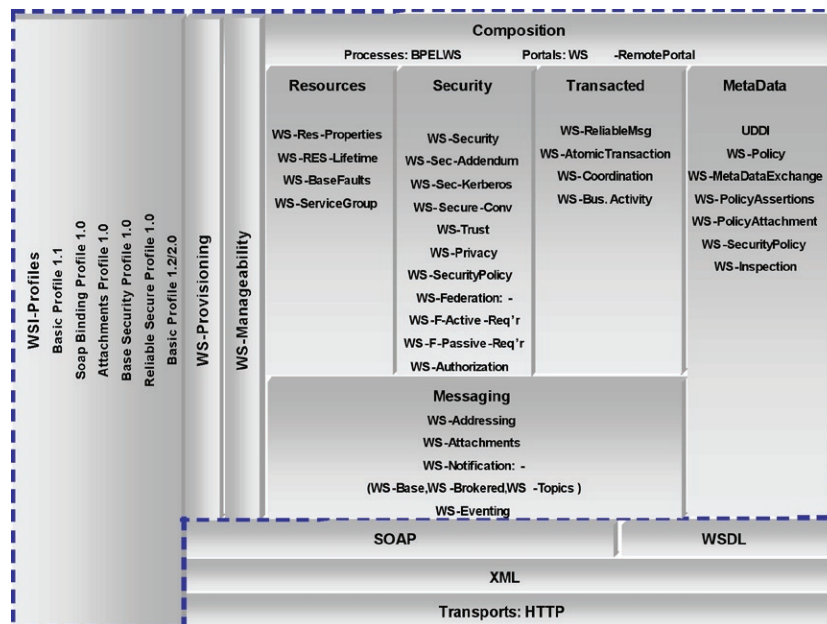 Composition
Processes: BPELWS Portals: WS -RemotePortal
Resources
WS-Res-Properties
WS-RES-Lifetime
WS-BaseFaults
WS-ServiceGroup
Security
WS-Security
WS-Sec-Addendum
WS-Sec-Kerberos
WS-Secure-Conv
WS-Trust
WS-Privacy
WS-SecurityPolicy
WS-Federation: -
WS-F-Active -Req'r
WS-F-Passive-Req'r
WS-Authorization
Transacted
WS-ReliableMsg
WS-AtomicTransaction
WS-Coordination
WS-Bus. Activity
MetaData
UDDI
WS-Policy
WS-MetaDataExchange
WS-PolicyAssertions
WS-PolicyAttachment
WS-SecurityPolicy
WS-Inspection
WSI-Profiles
Basic Profile 1.1
Soap Binding Profile 1.0
Attachments Profile 1.0
Base Security Profile 1.0
Reliable Secure Profile 1.0
Basic Profile 1.2/2.0
WS-Provisioning
WS-Manageability
Messaging
WS-Addressing
WS-Attachments
WS-Notification: -
(WS-Base,WS-Brokered,WS -Topics )
WS-Eventing
SOAP
WSDL
XML
Transports: HTTP